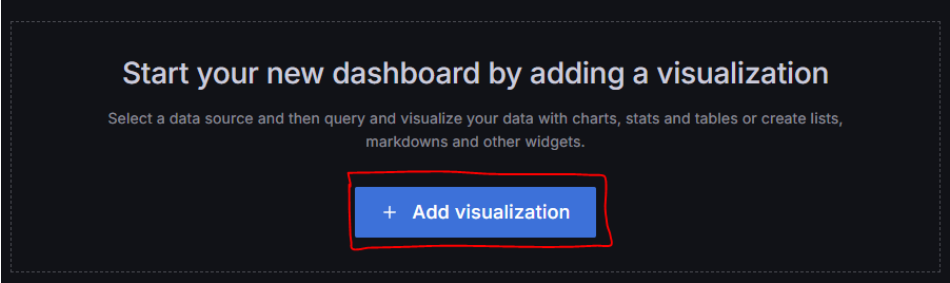 Start your new dashboard by adding a visualization
Select a data source and then query and visualize your data with charts, stats and tables or create lists,
markdowns and other widgets.
+ Add visualization